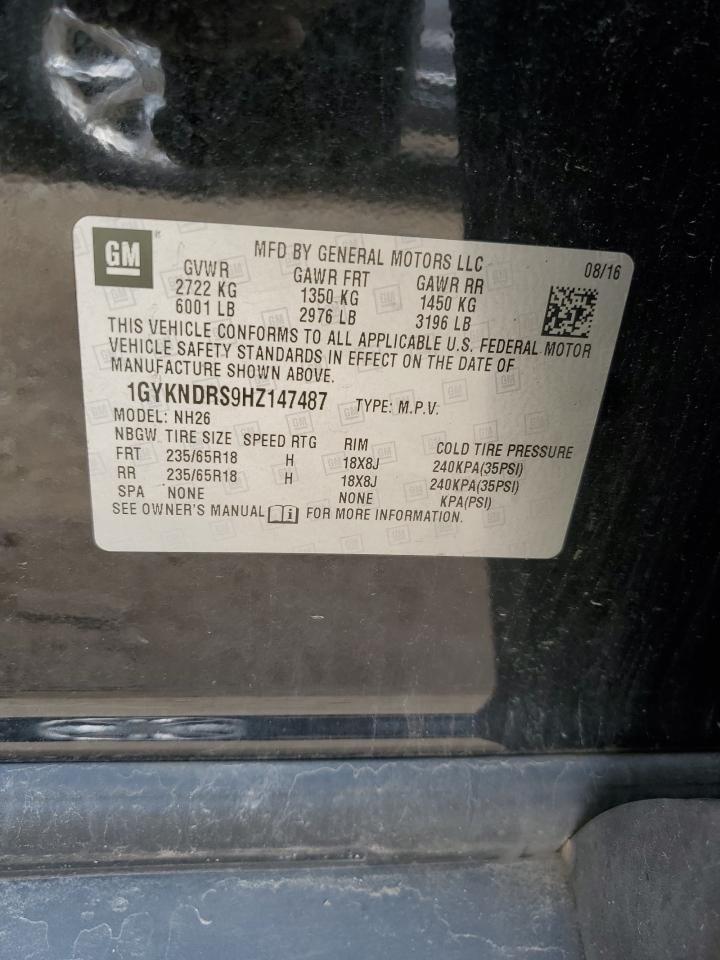 GM
MFD BY GENERAL MOTORS LLC 08/16
GVWR GAWR FRT GAWR RR
2722 KG 1350 KG 1450 KG
6001 LB 2976 LB 3196 LB
THIS VEHICLE CONFORMS TO ALL APPLICABLE U.S. FEDERAL MOTOR
VEHICLE SAFETY STANDARDS IN EFFECT ON THE DATE OF
MANUFACTURE SHOWN ABOVE.
1GYKNDRS9HZ147487 TYPE: M.P.V.
MODEL: NH26
NBGW TIRE SIZE SPEED RTG RIM COLD TIRE PRESSURE
FRT 235/65R18 H 18X8J 240KPA(35PSI)
RR 235/65R18 H 18X8J 240KPA(35PSI)
SPA NONE NONE KPA(PSI)
SEE OWNER'S MANUAL i FOR MORE INFORMATION.